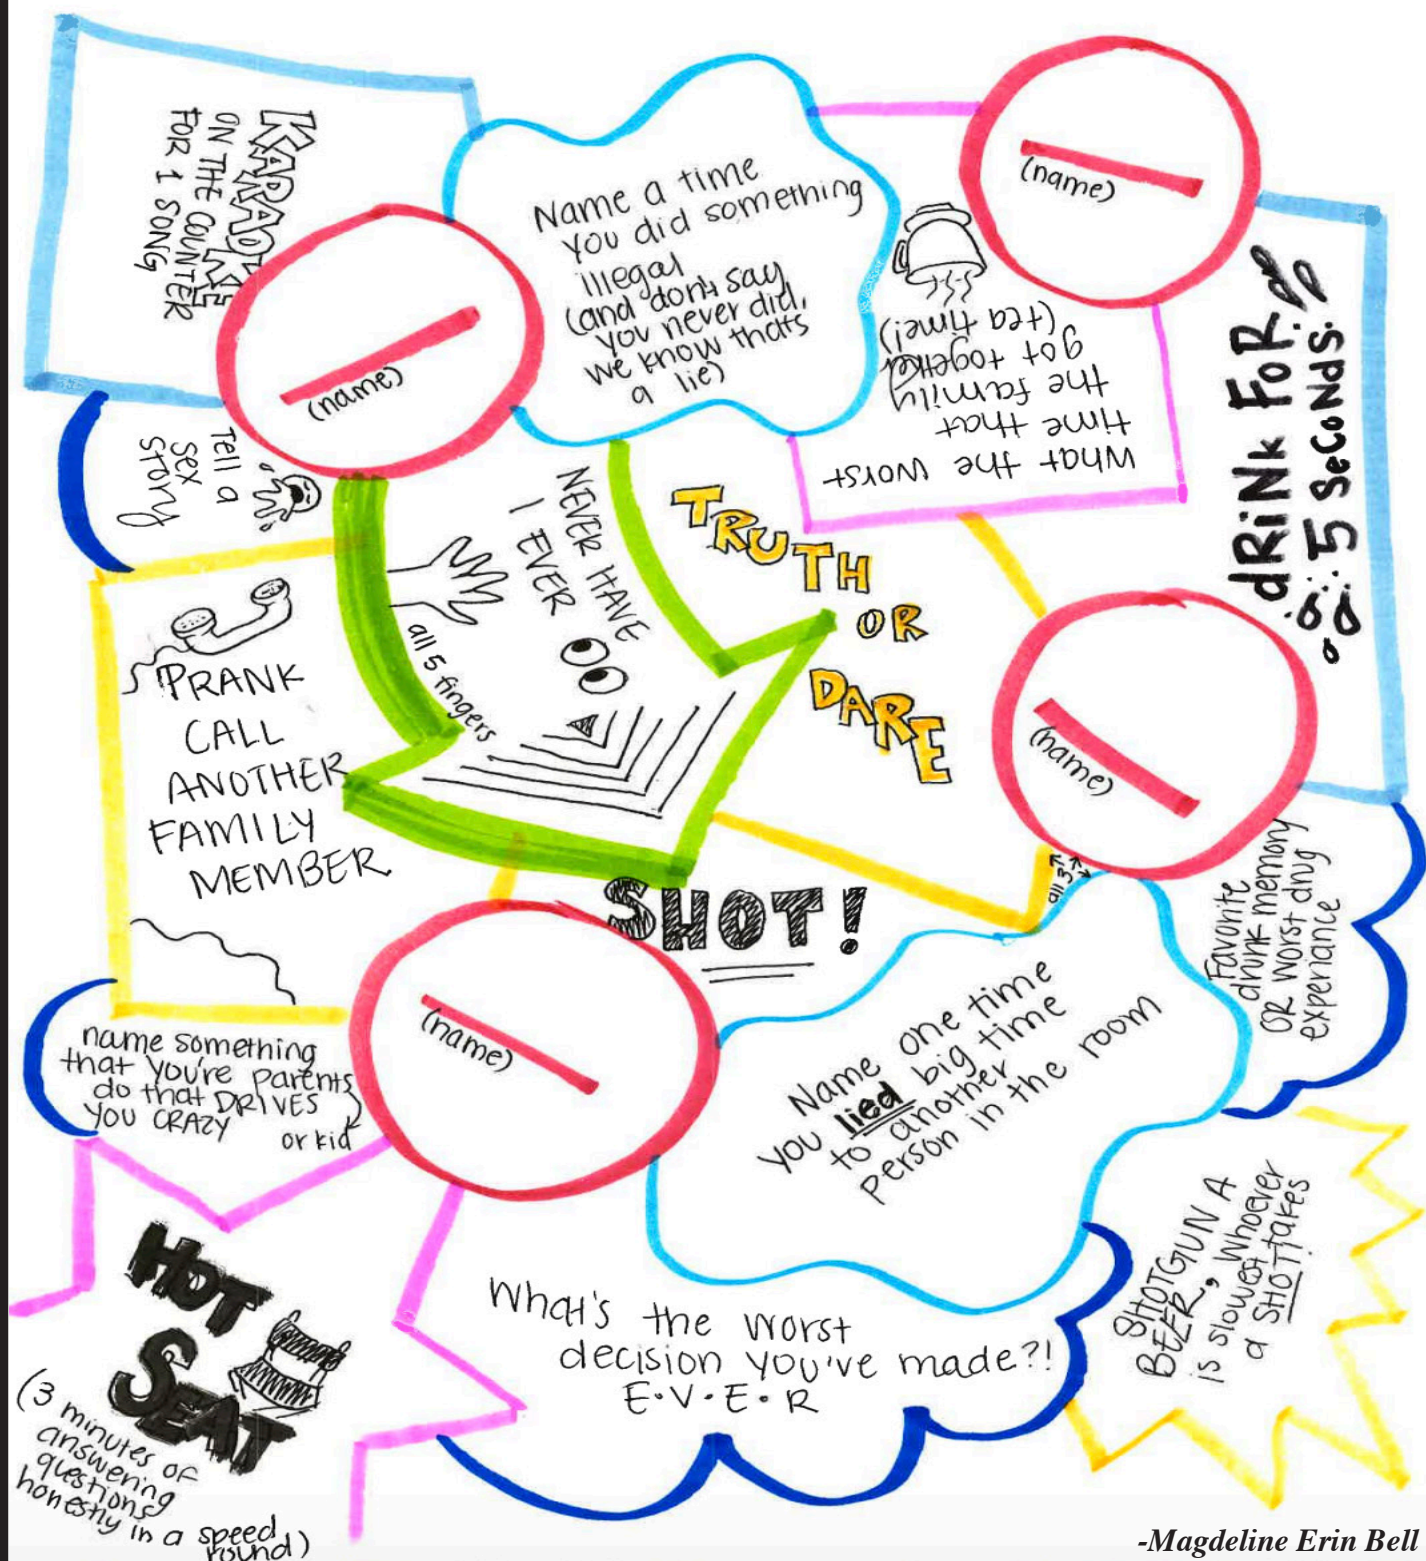 KARAOKE
ON THE COUNTER
FOR 1 SONG
Name a time
you did something
illegal
(and don't say
you never did,
we know thats
a lie)
(name)
What the worst
time that
the family
got together
(tea time!)
dRiNK FoR
5 SeCoNdS
(name)
Tell a
sex
story
NEVER HAVE
I EVER
all 5 fingers
TRUTH
OR
DARE
(name)
PRANK
CALL
ANOTHER
FAMILY
MEMBER
SHOT!
all 3
Favorite
drunk memory
OR worst drug
experiance
(name)
name something
that you're parents
do that DRIVES
YOU CRAZY
or kid
Name one time
you lied big time
to another
person in the room
HOT
SEAT
(3 minutes of
answering
questions
honestly in a speed
round)
What's the worst
decision you've made?!
E.V.E.R
SHOTGUN A
BEER, Whoever
is slowest takes
a SHOT!
-Magdeline Erin Bell